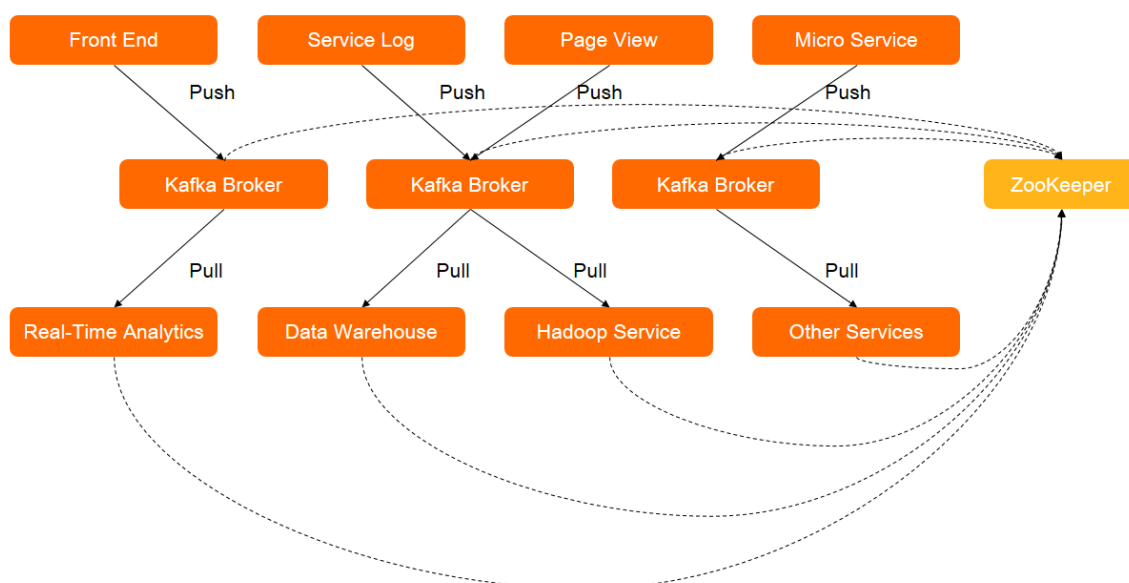 Front End
Service Log
Page View
Micro Service
Push
Push
Push
Push
Kafka Broker
Kafka Broker
Kafka Broker
ZooKeeper
Pull
Pull
Pull
Pull
Real-Time Analytics
Data Warehouse
Hadoop Service
Other Services